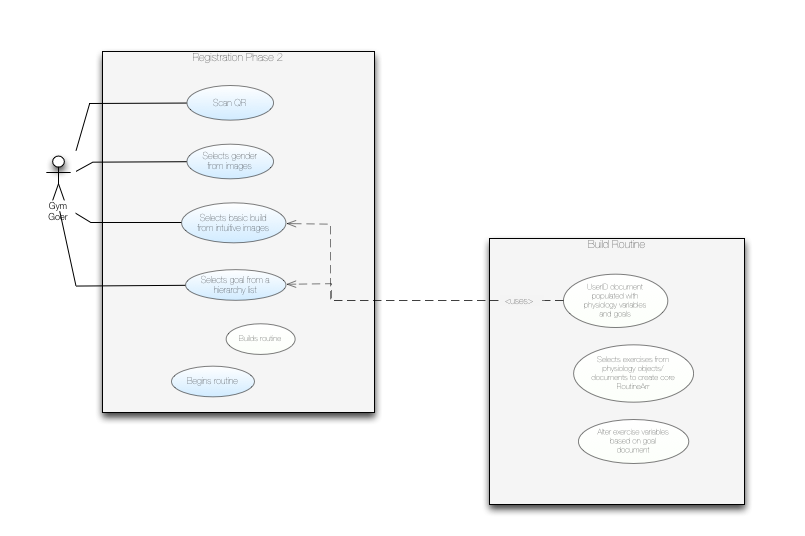 Registration Phase 2
Scan QR
Selects gender
from images
Gym
Goer
Selects basic build
from intuitive images
Selects goal from a
hierarchy list
Builds routine
Begins routine
Build Routine
<uses>
UserID document
populated with
physiology variables
and goals
Selects exercises from
physiology objects/
documents to create core
RoutineArr
Alter exercise variables
based on goal
document